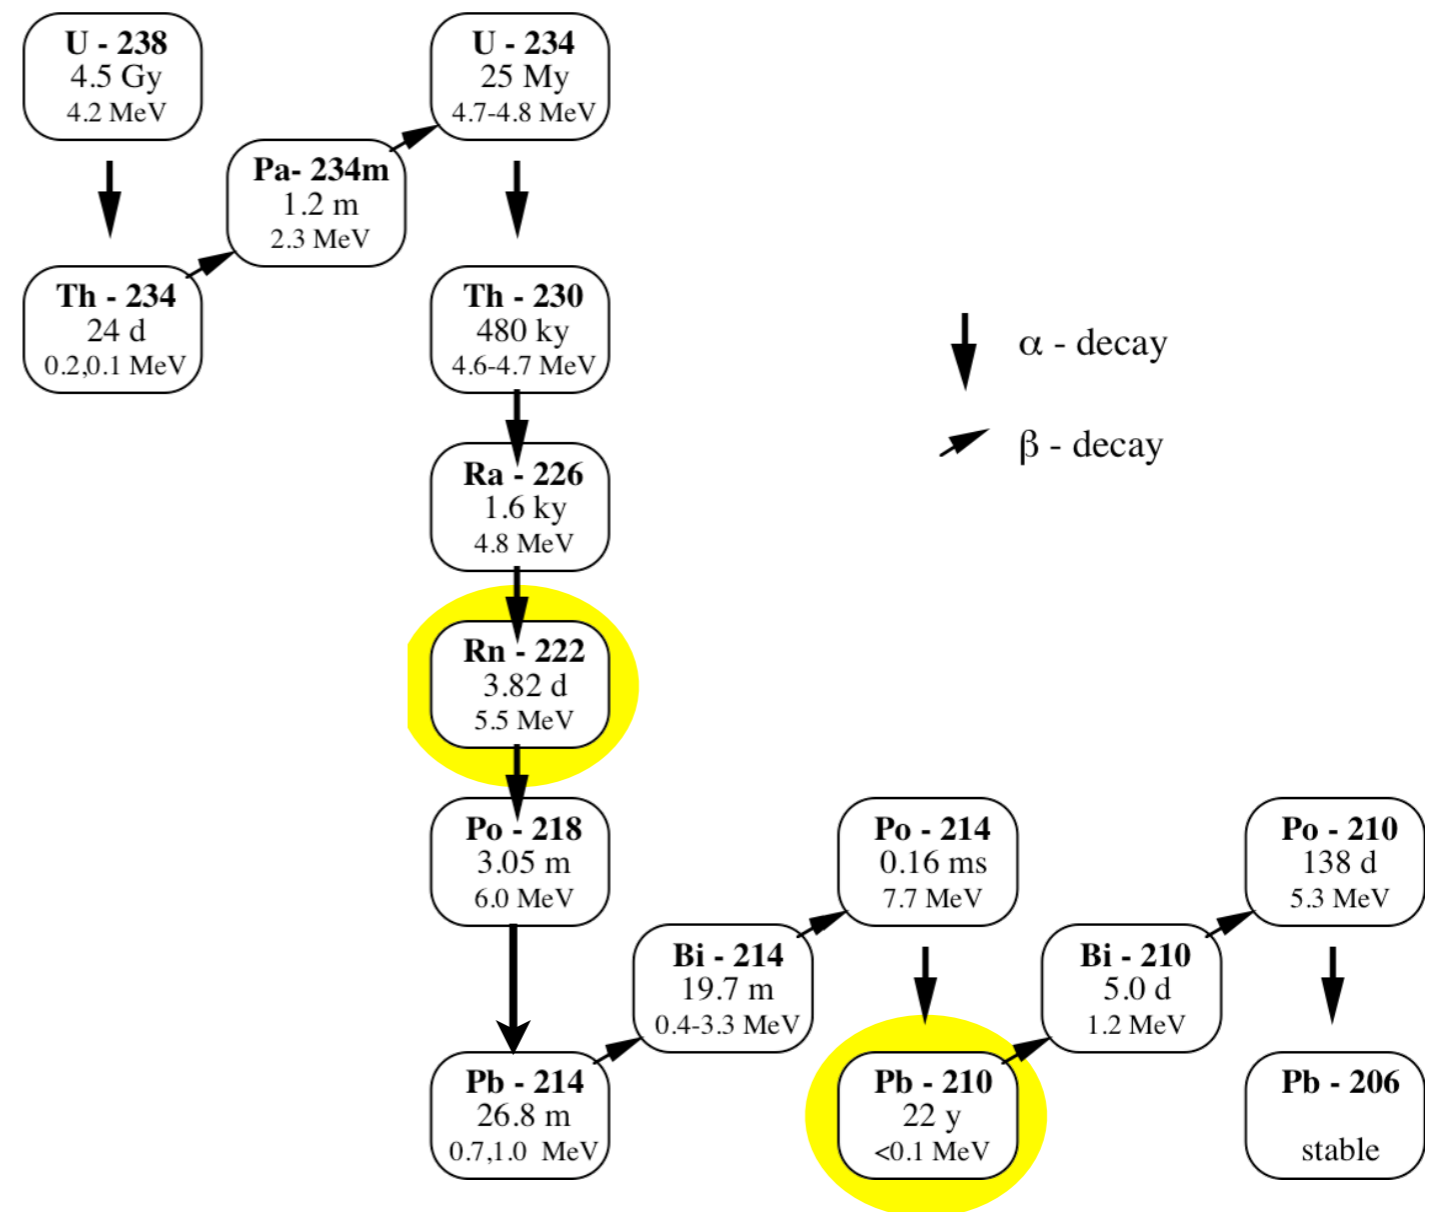 U - 238
4.5 Gy
4.2 MeV
U - 234
25 My
4.7-4.8 MeV
Pa- 234m
1.2 m
2.3 MeV
Th - 234
24 d
0.2,0.1 MeV
Th - 230
480 ky
4.6-4.7 MeV
α - decay
β - decay
Ra - 226
1.6 ky
4.8 MeV
Rn - 222
3.82 d
5.5 MeV
Po - 218
3.05 m
6.0 MeV
Po - 214
0.16 ms
7.7 MeV
Po - 210
138 d
5.3 MeV
Bi - 214
19.7 m
0.4-3.3 MeV
Bi - 210
5.0 d
1.2 MeV
Pb - 214
26.8 m
0.7,1.0 MeV
Pb - 210
22 y
<0.1 MeV
Pb - 206
stable